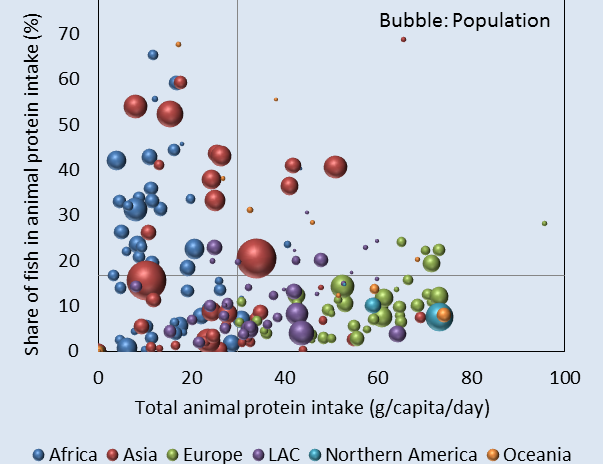 Bubble: Population
Share of fish in animal protein intake (%)
70
60
50
40
30
20
10
0
0 20 40 60 80 100
Total animal protein intake (g/capita/day)
Africa Asia Europe LAC Northern America Oceania